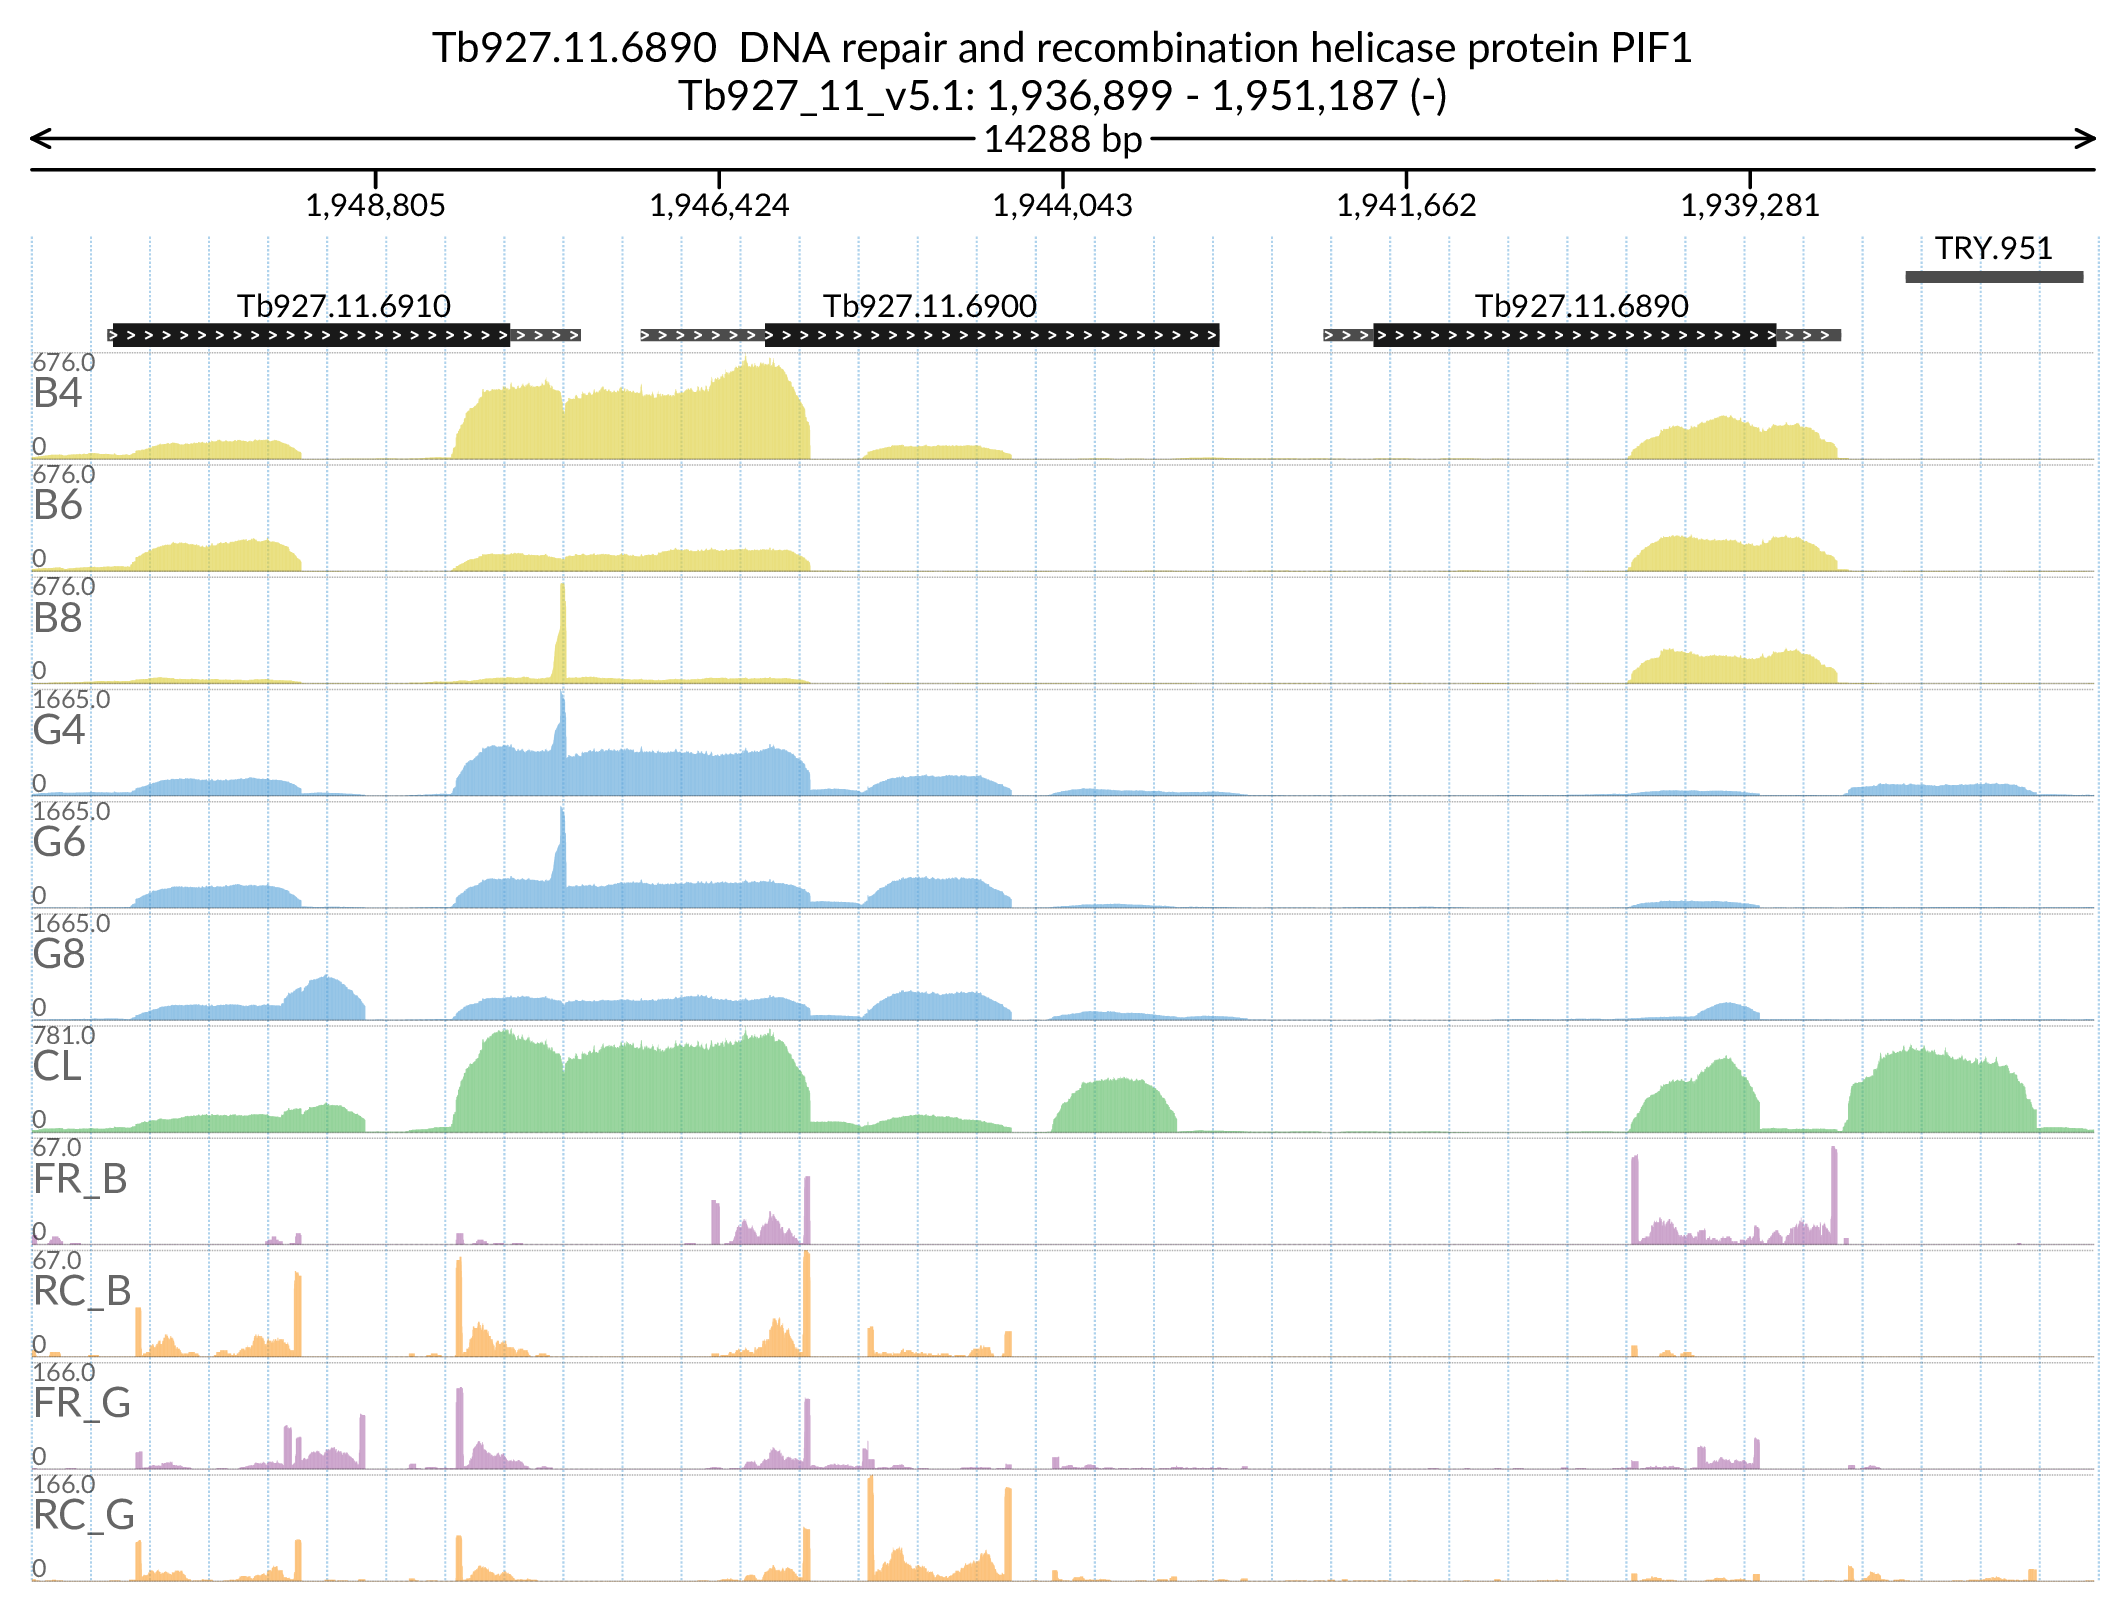 Tb927.11.6890  DNA repair and recombination helicase protein PIF1
Tb927_11_v5.1: 1,936,899 - 1,951,187 (-)
14288 bp
1,948,805 1,946,424 1,944,043 1,941,662 1,939,281
TRY.951
Tb927.11.6910 Tb927.11.6900 Tb927.11.6890
676.0
B4
0
676.0
B6
0
676.0
B8
0
1665.0
G4
0
1665.0
G6
0
1665.0
G8
0
781.0
CL
0
67.0
FR_B
0
67.0
RC_B
0
166.0
FR_G
0
166.0
RC_G
0